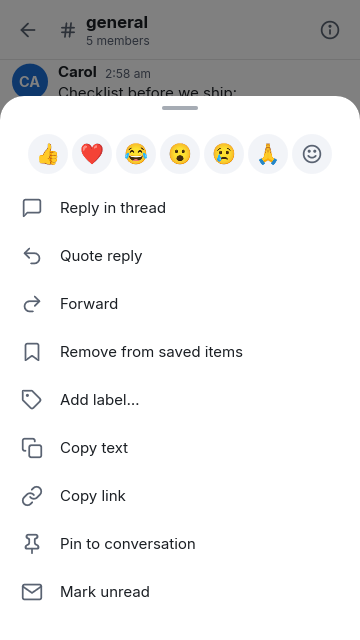 general
5 members
CA
Carol 2:58 am
Checklist before we ship:
Reply in thread
Quote reply
Forward
Remove from saved items
Add label...
Copy text
Copy link
Pin to conversation
Mark unread